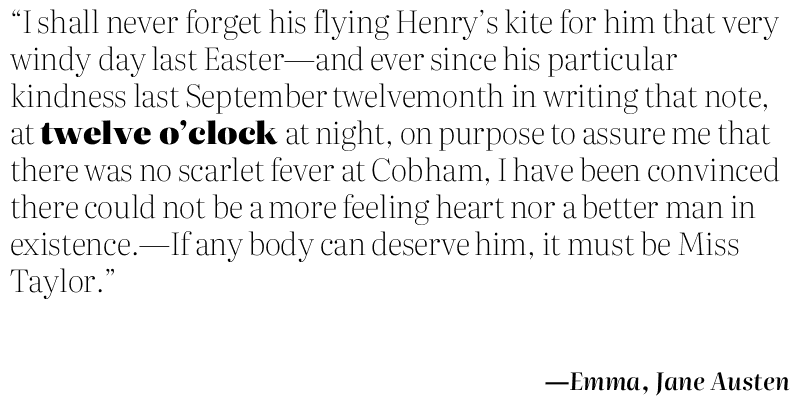 “I shall never forget his flying Henry’s kite for him that very
windy day last Easter—and ever since his particular
kindness last September twelvemonth in writing that note,
at twelve o’clock at night, on purpose to assure me that
there was no scarlet fever at Cobham, I have been convinced
there could not be a more feeling heart nor a better man in
existence.—If any body can deserve him, it must be Miss
Taylor.”
—Emma, Jane Austen